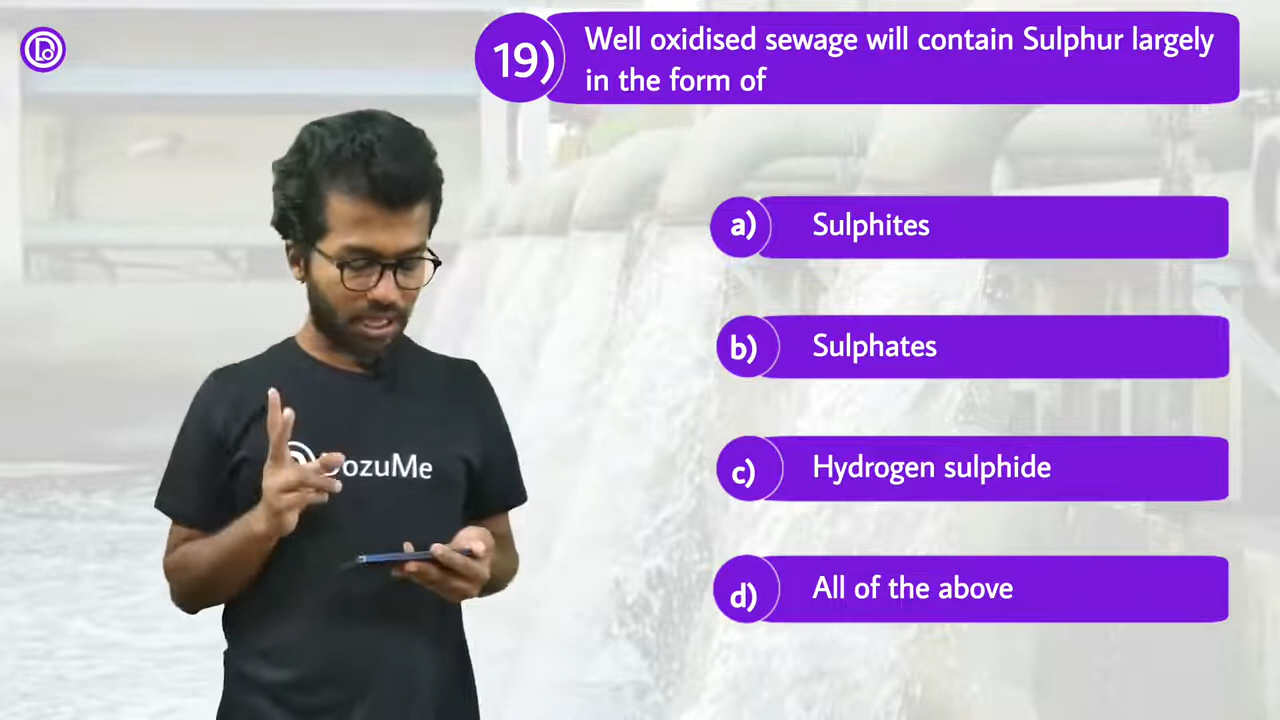 19) Well oxidised sewage will contain Sulphur largely
in the form of
a) Sulphites
b) Sulphates
ozuMe
c) Hydrogen sulphide
d) All of the above